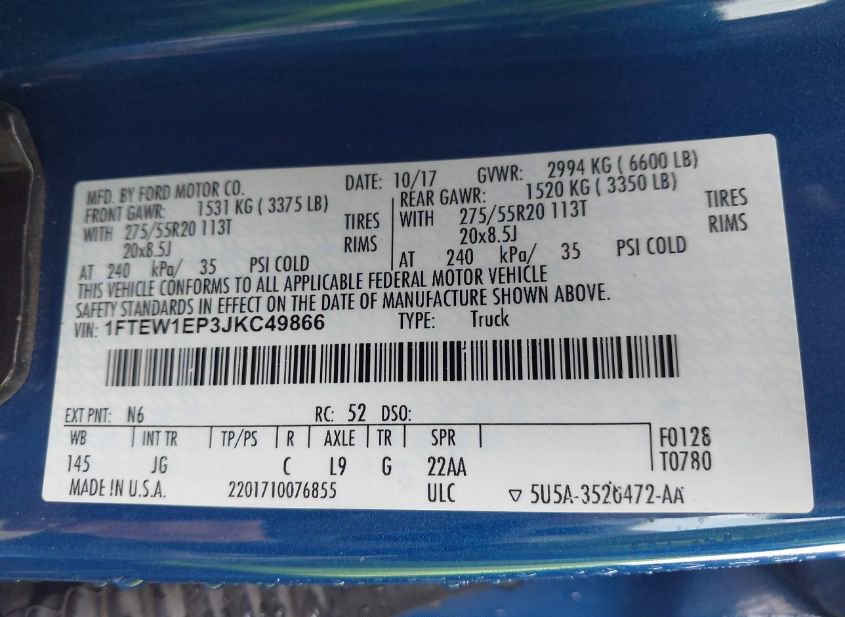 MFD. BY FORD MOTOR CO. DATE: 10/17 GVWR: 2994 KG ( 6600 LB)
FRONT GAWR: 1531 KG ( 3375 LB) REAR GAWR: 1520 KG ( 3350 LB)
WITH 275/55R20 113T TIRES WITH 275/55R20 113T TIRES
20x8.5J RIMS 20x8.5J RIMS
AT 240 kPa/ 35 PSI COLD AT 240 kPa/ 35 PSI COLD
THIS VEHICLE CONFORMS TO ALL APPLICABLE FEDERAL MOTOR VEHICLE
SAFETY STANDARDS IN EFFECT ON THE DATE OF MANUFACTURE SHOWN ABOVE.
VIN: 1FTEW1EP3JKC49866 TYPE: Truck
EXT PNT: N6 RC: 52 DSO:
WB INT TR TP/PS R AXLE TR SPR F0128
145 JG C L9 G 22AA T0780
MADE IN U.S.A. 2201710076855 ULC ▽ 5U5A-3520472-AA